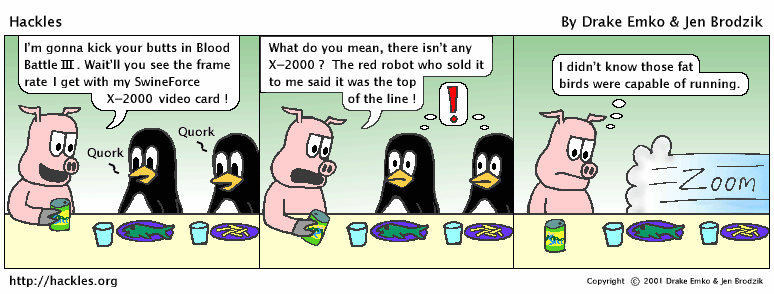 Hackles
By Drake Emko & Jen Brodzik
I'm gonna kick your butts in Blood
Battle III. Wait'll you see the frame
rate I get with my SwineForce
X-2000 video card!
Quork
Quork
What do you mean, there isn't any
X-2000? The red robot who sold it
to me said it was the top
of the line!
!
I didn't know those fat
birds were capable of running.
ZOOM
http://hackles.org
Copyright © 2001 Drake Emko & Jen Brodzik